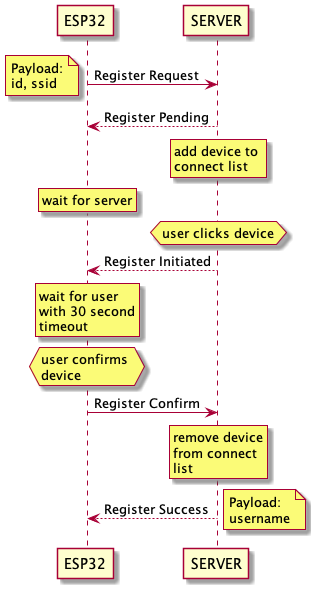 ESP32
SERVER
Payload:
id, ssid
Register Request
Register Pending
add device to
connect list
wait for server
user clicks device
Register Initiated
wait for user
with 30 second
timeout
user confirms
device
Register Confirm
remove device
from connect
list
Register Success
Payload:
username
ESP32
SERVER